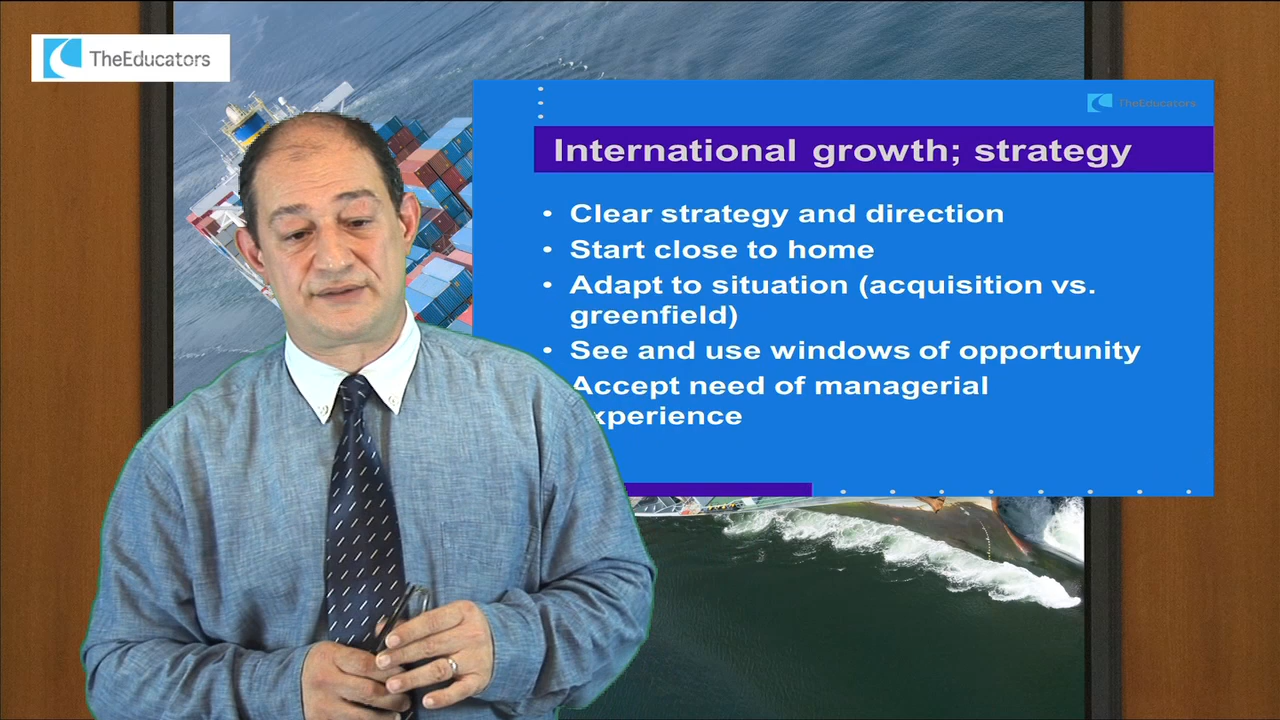 TheEducators
TheEducators
International growth; strategy
• Clear strategy and direction
• Start close to home
• Adapt to situation (acquisition vs.
greenfield)
• See and use windows of opportunity
Accept need of managerial
xperience